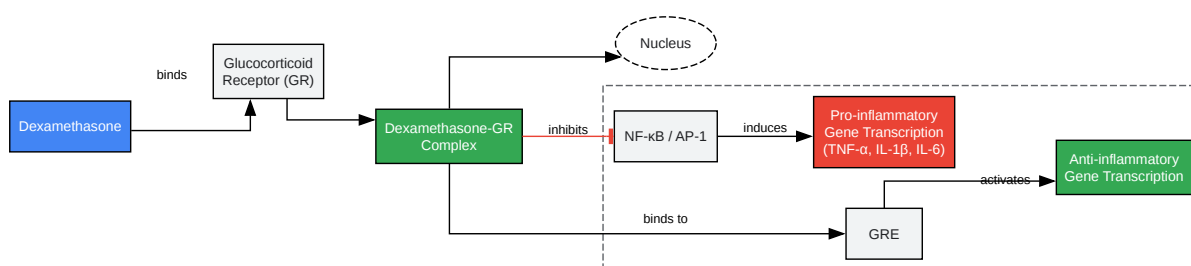 Nucleus
Glucocorticoid
Receptor (GR)
binds
Dexamethasone
Dexamethasone-GR
Complex
inhibits
NF-κB / AP-1
induces
Pro-inflammatory
Gene Transcription
(TNF-α, IL-1β, IL-6)
Anti-inflammatory
Gene Transcription
activates
binds to
GRE